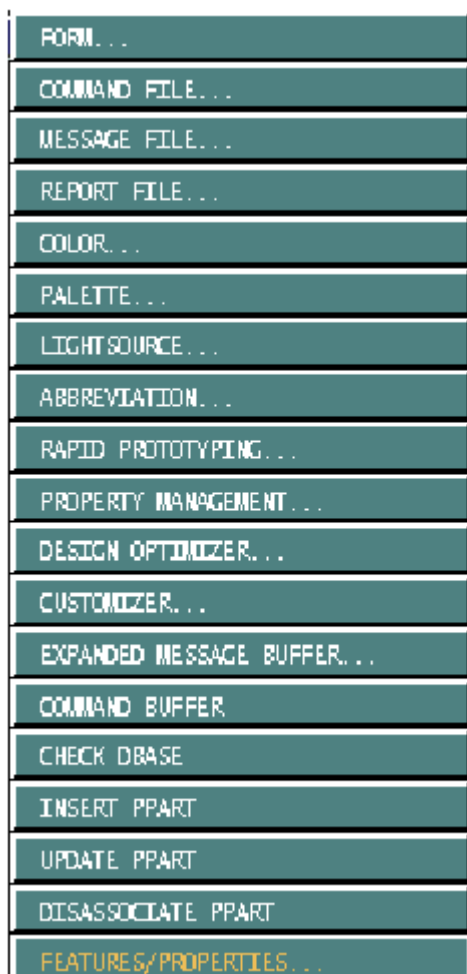 FORM...
COMMAND FILE...
MESSAGE FILE...
REPORT FILE...
COLOR...
PALETTE...
LIGHTSOURCE...
ABBREVIATION...
RAPID PROTOTYPING...
PROPERTY MANAGEMENT...
DESIGN OPTIMIZER...
CUSTOMIZER...
EXPANDED MESSAGE BUFFER...
COMMAND BUFFER
CHECK DBASE
INSERT PPART
UPDATE PPART
DISASSOCIATE PPART
FEATURES/PROPERTIES...